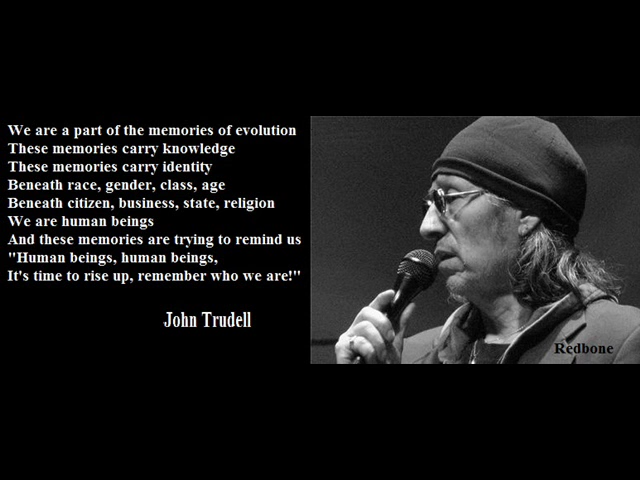 We are a part of the memories of evolution
These memories carry knowledge
These memories carry identity
Beneath race, gender, class, age
Beneath citizen, business, state, religion
We are human beings
And these memories are trying to remind us
"Human beings, human beings,
It's time to rise up, remember who we are!"
John Trudell
Redbone